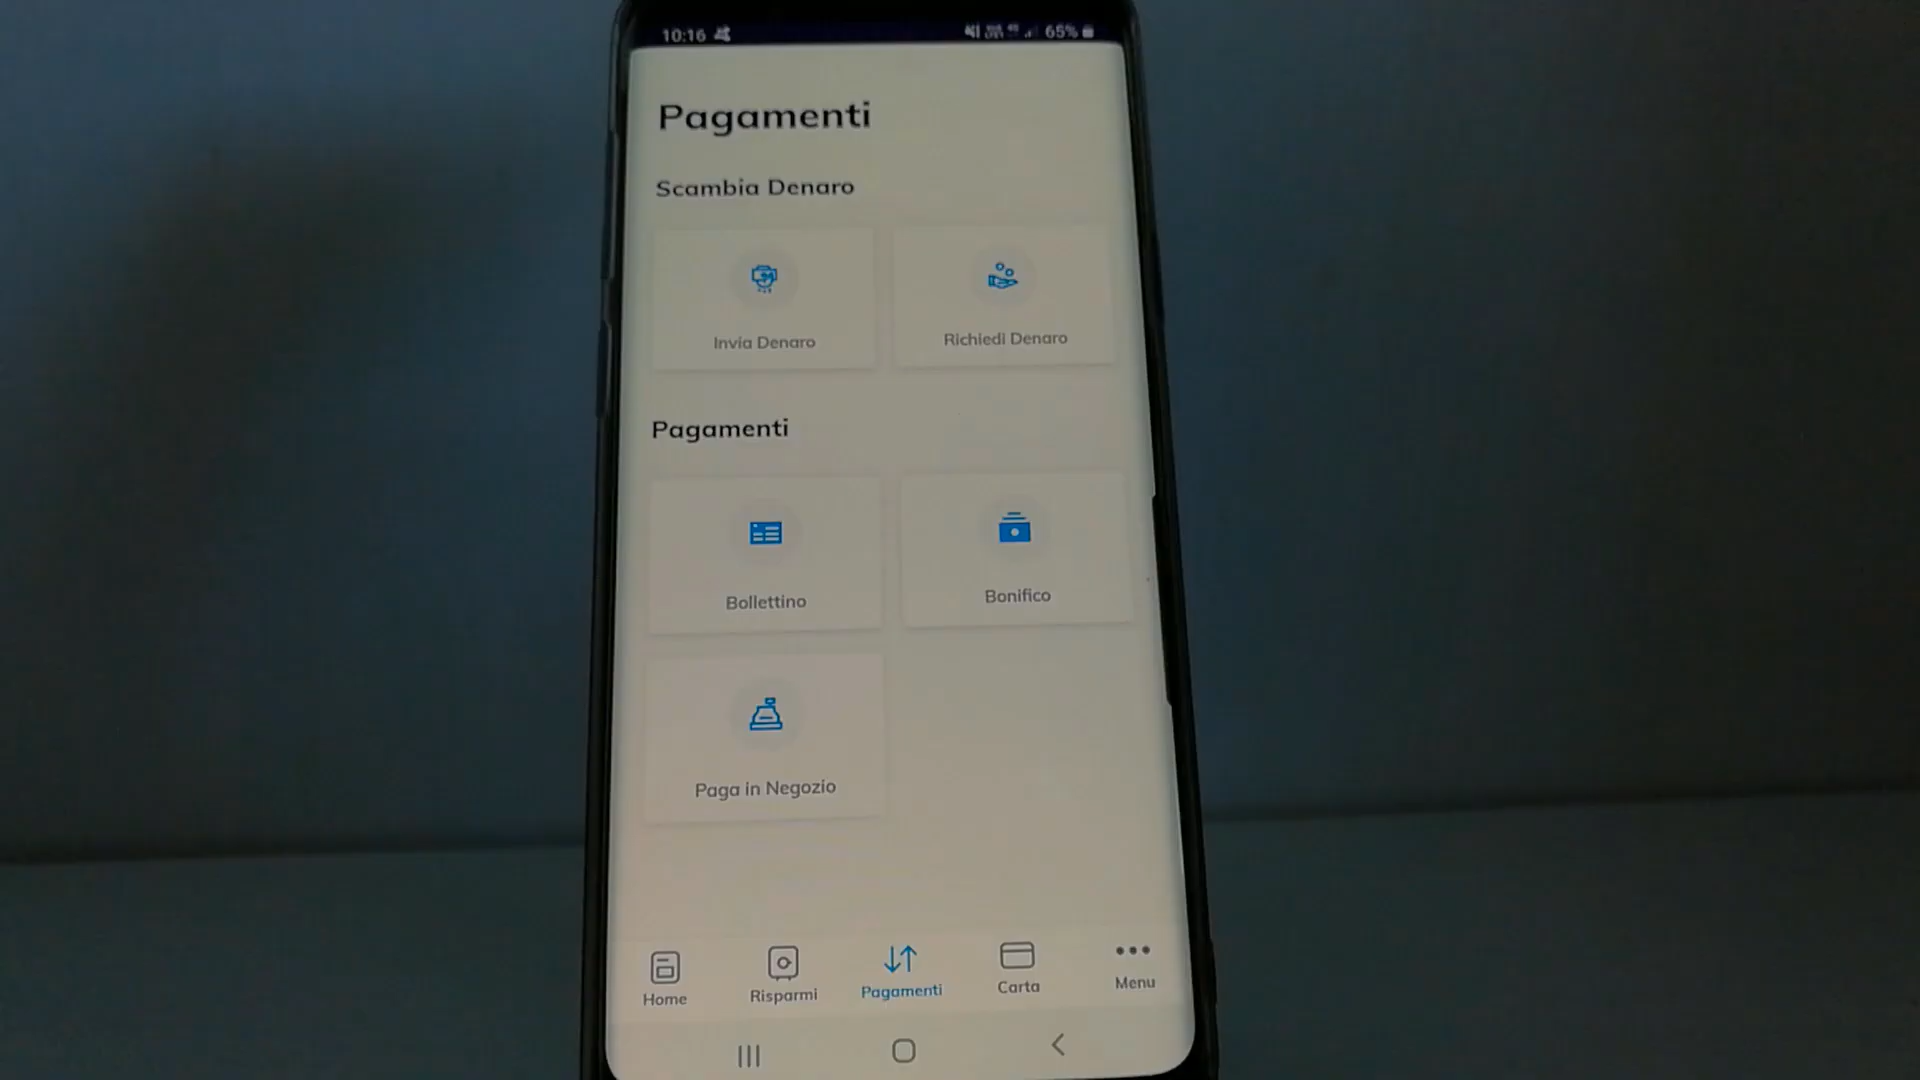 10:16
65%
Pagamenti
Scambia Denaro
Invia Denaro
Richiedi Denaro
Pagamenti
Bollettino
Bonifico
Paga in Negozio
Home
Risparmi
Pagamenti
Carta
Menu